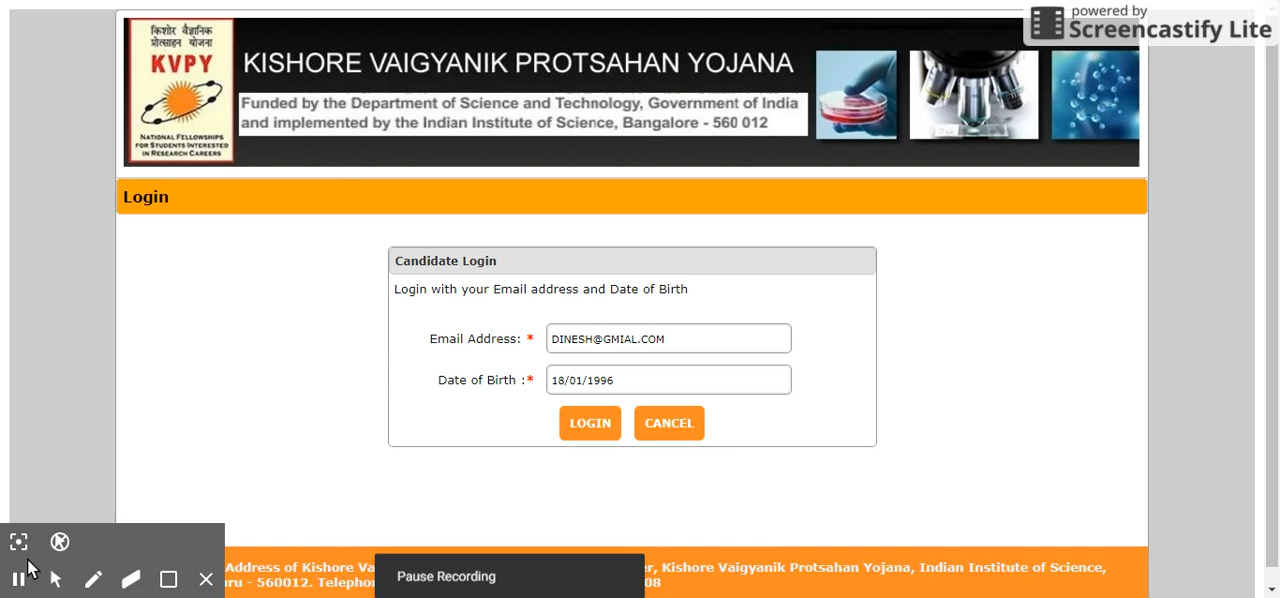 powered by
Screencastify Lite
किशोर वैज्ञानिक
प्रोत्साहन योजना
KVPY
NATIONAL FELLOWSHIPS
FOR STUDENTS INTERESTED
IN RESEARCH CAREERS
KISHORE VAIGYANIK PROTSAHAN YOJANA
Funded by the Department of Science and Technology, Government of India
and implemented by the Indian Institute of Science, Bangalore - 560 012
Login
Candidate Login
Login with your Email address and Date of Birth
Email Address: * DINESH@GMIAL.COM
Date of Birth :* 18/01/1996
LOGIN CANCEL
Address of Kishore Va er, Kishore Vaigyanik Protsahan Yojana, Indian Institute of Science,
ru - 560012. Telephon 08
Pause Recording